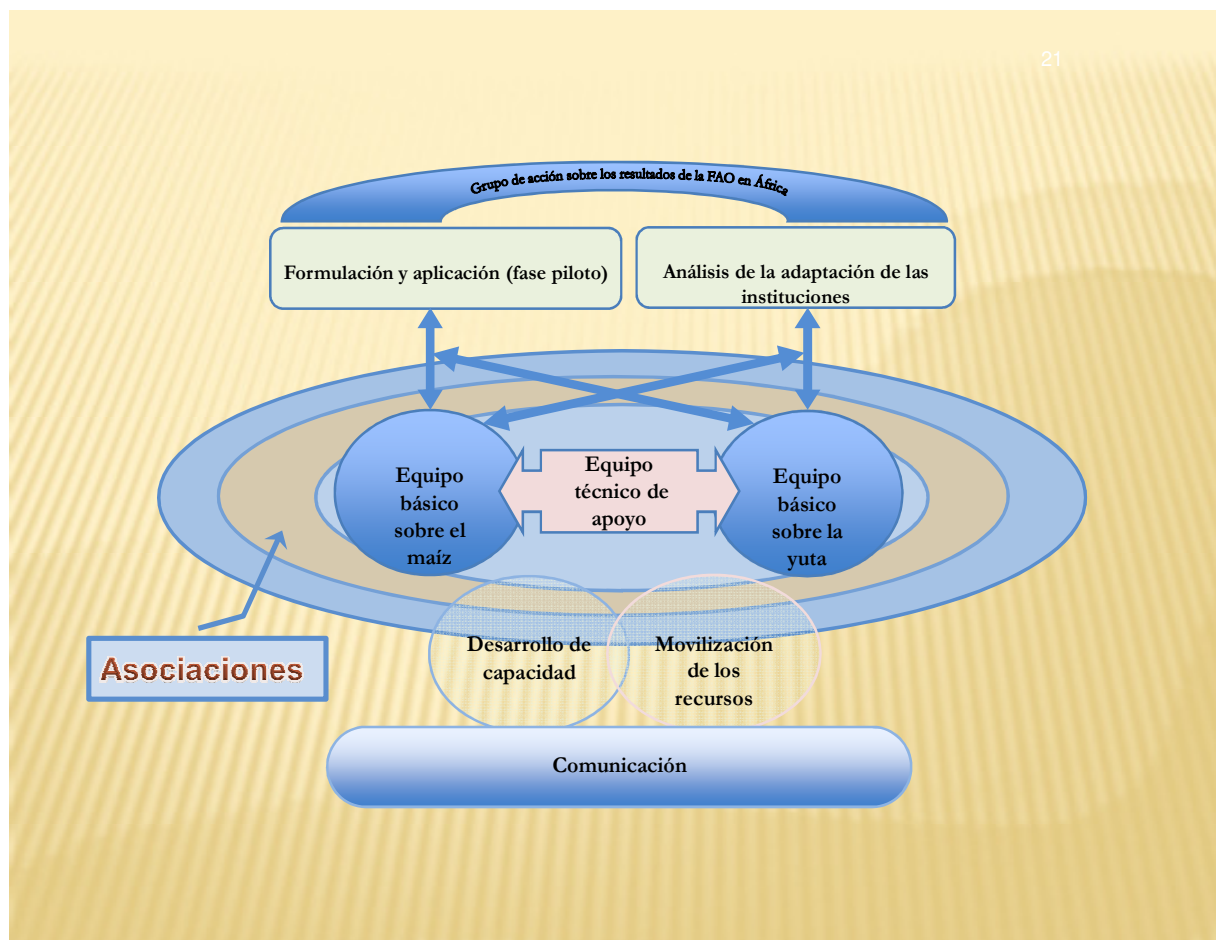 21
Grupo de acción sobre los resultados de la FAO en África
Formulación y aplicación (fase piloto)
Análisis de la adaptación de las
instituciones
Equipo
básico
sobre el
maíz
Equipo
técnico de
apoyo
Equipo
básico
sobre la
yuta
Asociaciones
Desarrollo de
capacidad
Movilización
de los
recursos
Comunicación